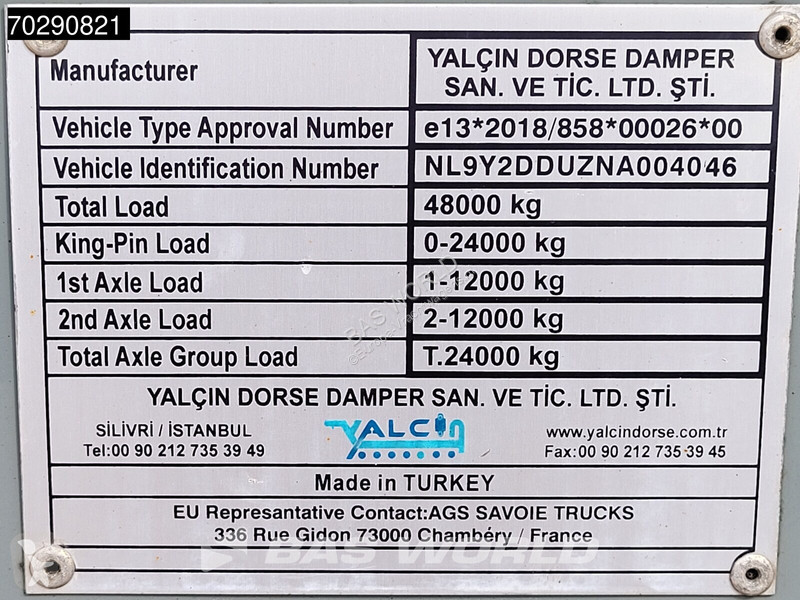 70290821
Manufacturer
YALÇIN DORSE DAMPER
SAN. VE TİC. LTD. ŞTİ.
Vehicle Type Approval Number e13*2018/858*00026*00
Vehicle Identification Number NL9Y2DDUZNA004046
Total Load 48000 kg
King-Pin Load 0-24000 kg
1st Axle Load 1-12000 kg
2nd Axle Load 2-12000 kg
Total Axle Group Load T.24000 kg
YALÇIN DORSE DAMPER SAN. VE TİC. LTD. ŞTİ.
SİLİVRİ / İSTANBUL
Tel:00 90 212 735 39 49
YALCIN
www.yalcindorse.com.tr
Fax:00 90 212 735 39 45
Made in TURKEY
EU Represantative Contact:AGS SAVOIE TRUCKS
336 Rue Gidon 73000 Chambéry / France
BAS WORLD
BAS WORLD